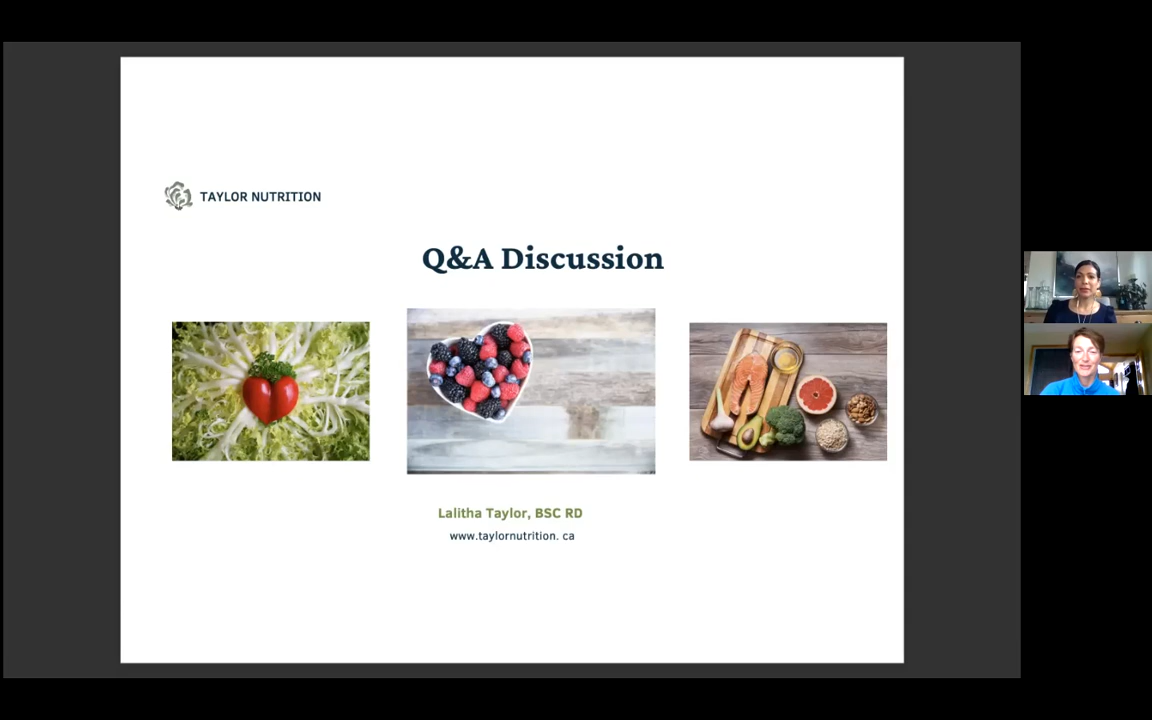 TAYLOR NUTRITION
Q&A Discussion
Lalitha Taylor, BSC RD
www.taylornutrition. ca